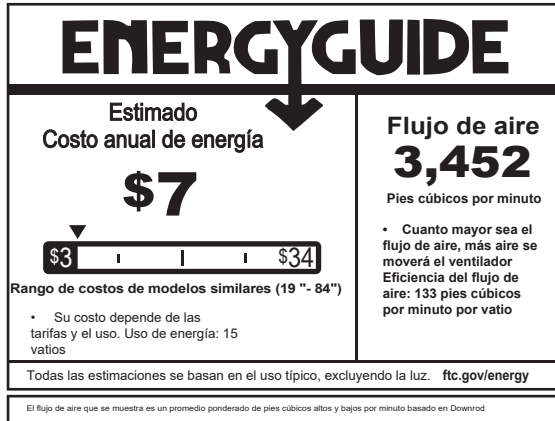 ENERGYGUIDE
Estimado
Costo anual de energía
$7
$3
$34
Rango de costos de modelos similares (19 "- 84")
• Su costo depende de las
tarifas y el uso. Uso de energía: 15
vatios
Flujo de aire
3,452
Pies cúbicos por minuto
• Cuanto mayor sea el
flujo de aire, más aire se
moverá el ventilador
Eficiencia del flujo de
aire: 133 pies cúbicos
por minuto por vatio
Todas las estimaciones se basan en el uso típico, excluyendo la luz. ftc.gov/energy
El flujo de aire que se muestra es un promedio ponderado de pies cúbicos altos y bajos por minuto basado en Downrod